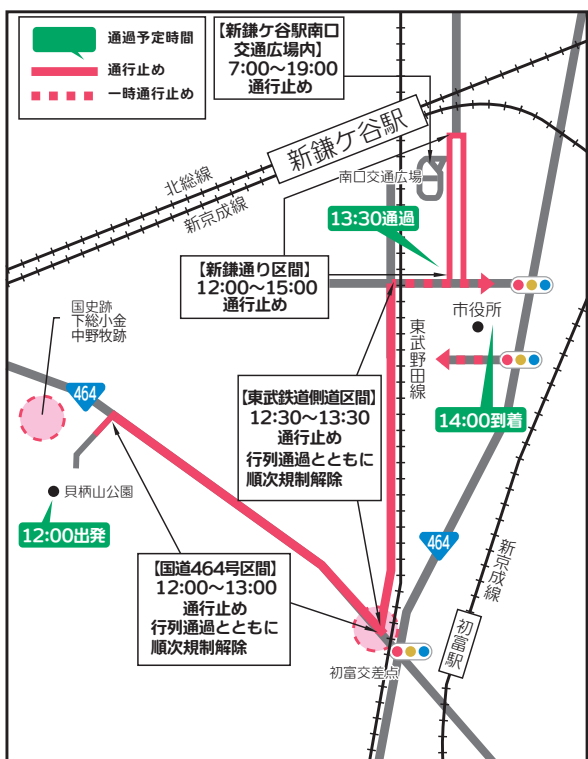 通過予定時間
通行止め
一時通行止め
【新鎌ケ谷駅南口
交通広場内】
7:00〜19:00
通行止め
新鎌ケ谷駅
北総線
新京成線
南口交通広場
13:30通過
【新鎌通り区間】
12:00〜15:00
通行止め
国史跡
下総小金
中野牧跡
464
市役所
東武野田線
14:00到着
【東武鉄道側道区間】
12:30〜13:30
通行止め
行列通過とともに
順次規制解除
貝柄山公園
12:00出発
【国道464号区間】
12:00〜13:00
通行止め
行列通過とともに
順次規制解除
464
新京成線
初富駅
初富交差点